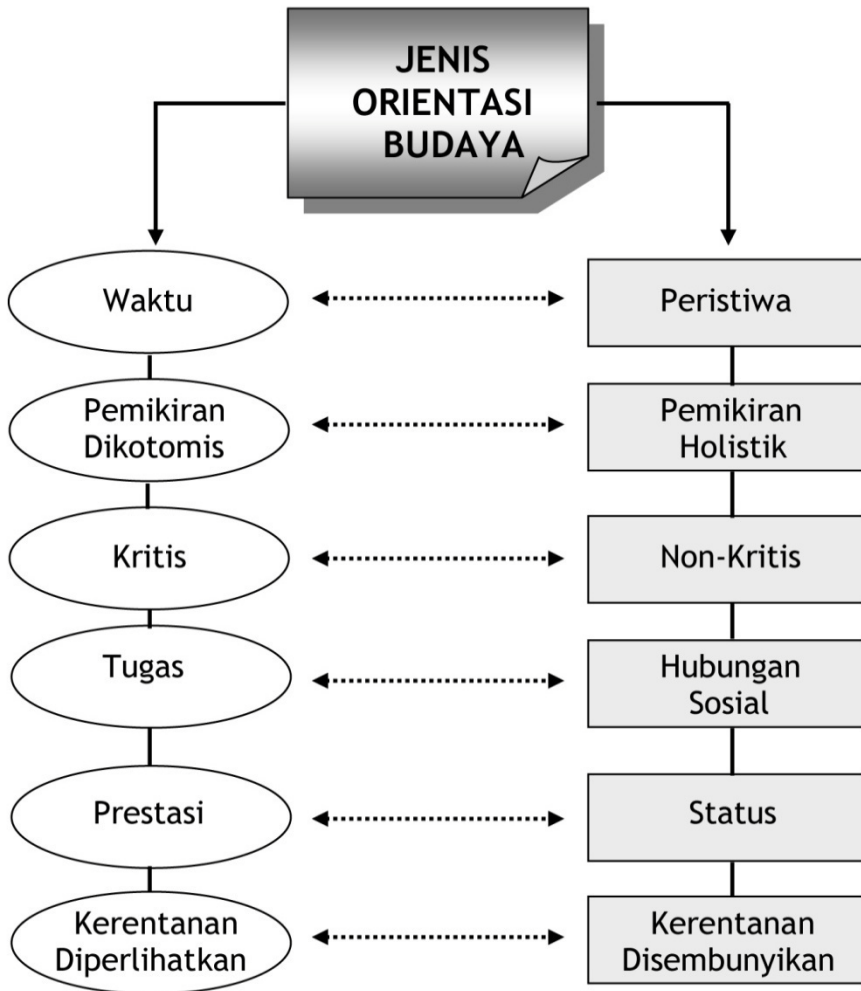 JENIS
ORIENTASI
BUDAYA
Waktu
Peristiwa
Pemikiran
Dikotomis
Pemikiran
Holistik
Kritis
Non-Kritis
Tugas
Hubungan
Sosial
Prestasi
Status
Kerentanan
Diperlihatkan
Kerentanan
Disembunyikan